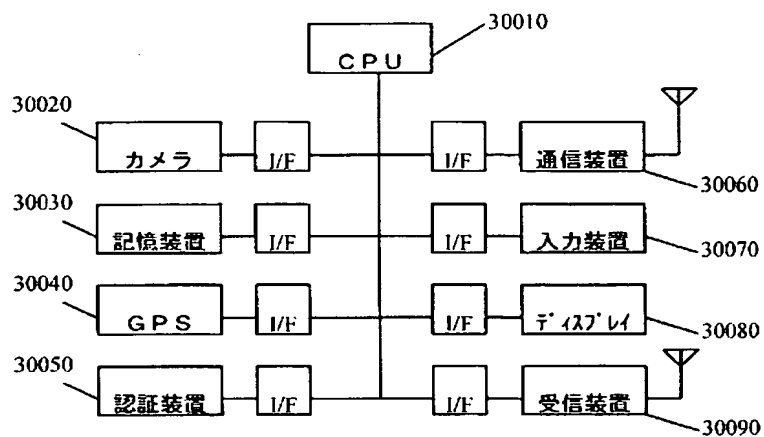 30010
CPU
30020
カメラ
I/F
I/F
通信装置
30060
30030
記憶装置
I/F
I/F
入力装置
30070
30040
GPS
I/F
I/F
ディスプレイ
30080
30050
認証装置
I/F
I/F
受信装置
30090